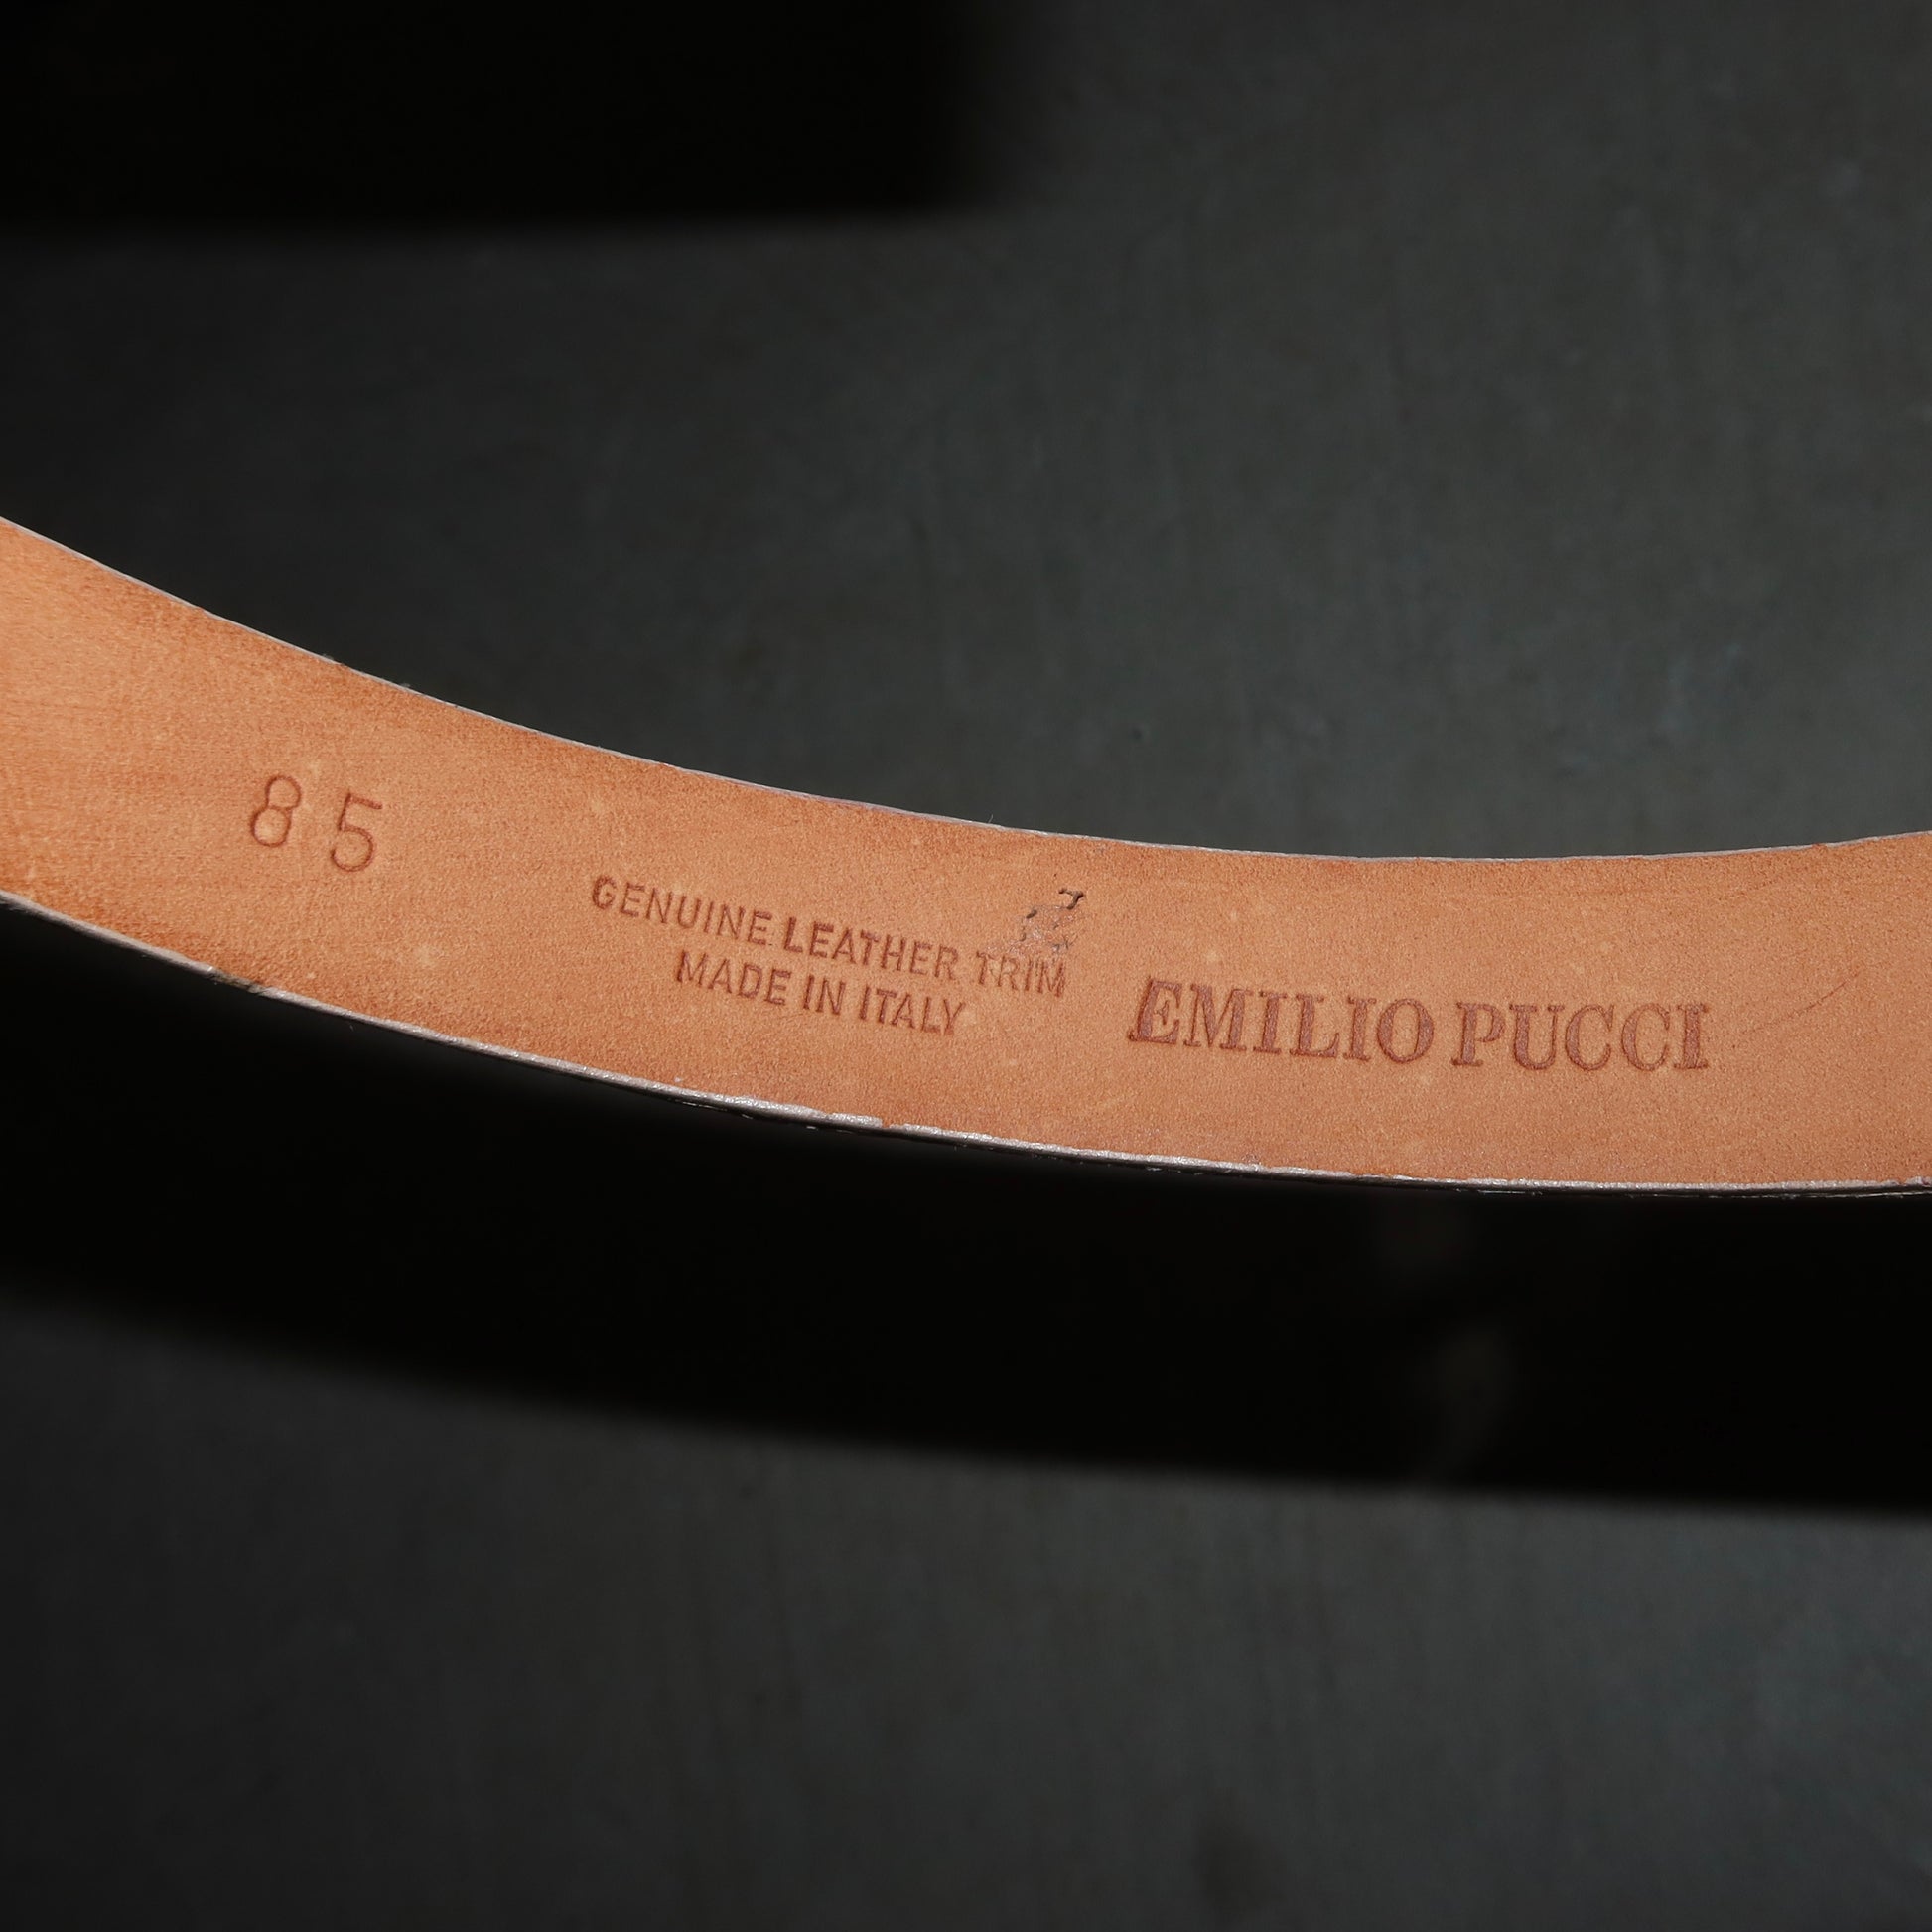 85
GENUINE LEATHER TRIM
MADE IN ITALY
EMILIO PUCCI